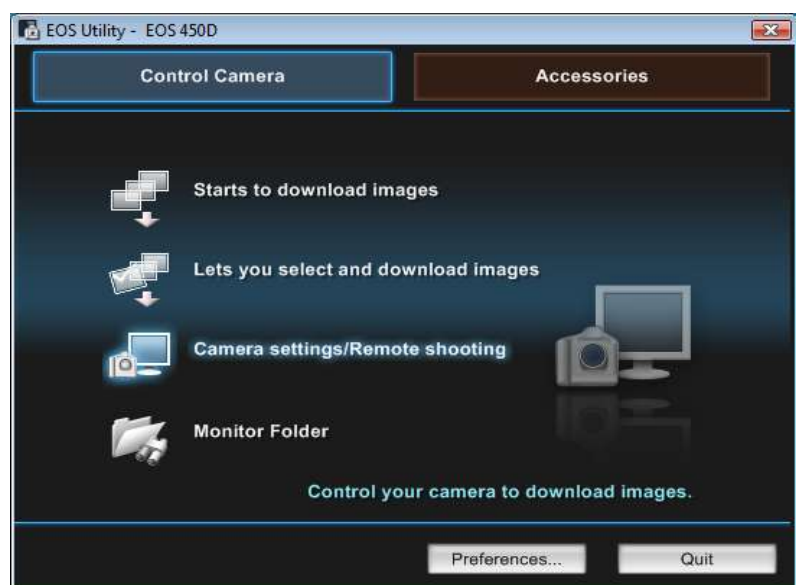 EOS Utility - EOS 450D
Control Camera
Accessories
Starts to download images
Lets you select and download images
Camera settings/Remote shooting
Monitor Folder
Control your camera to download images.
Preferences...
Quit